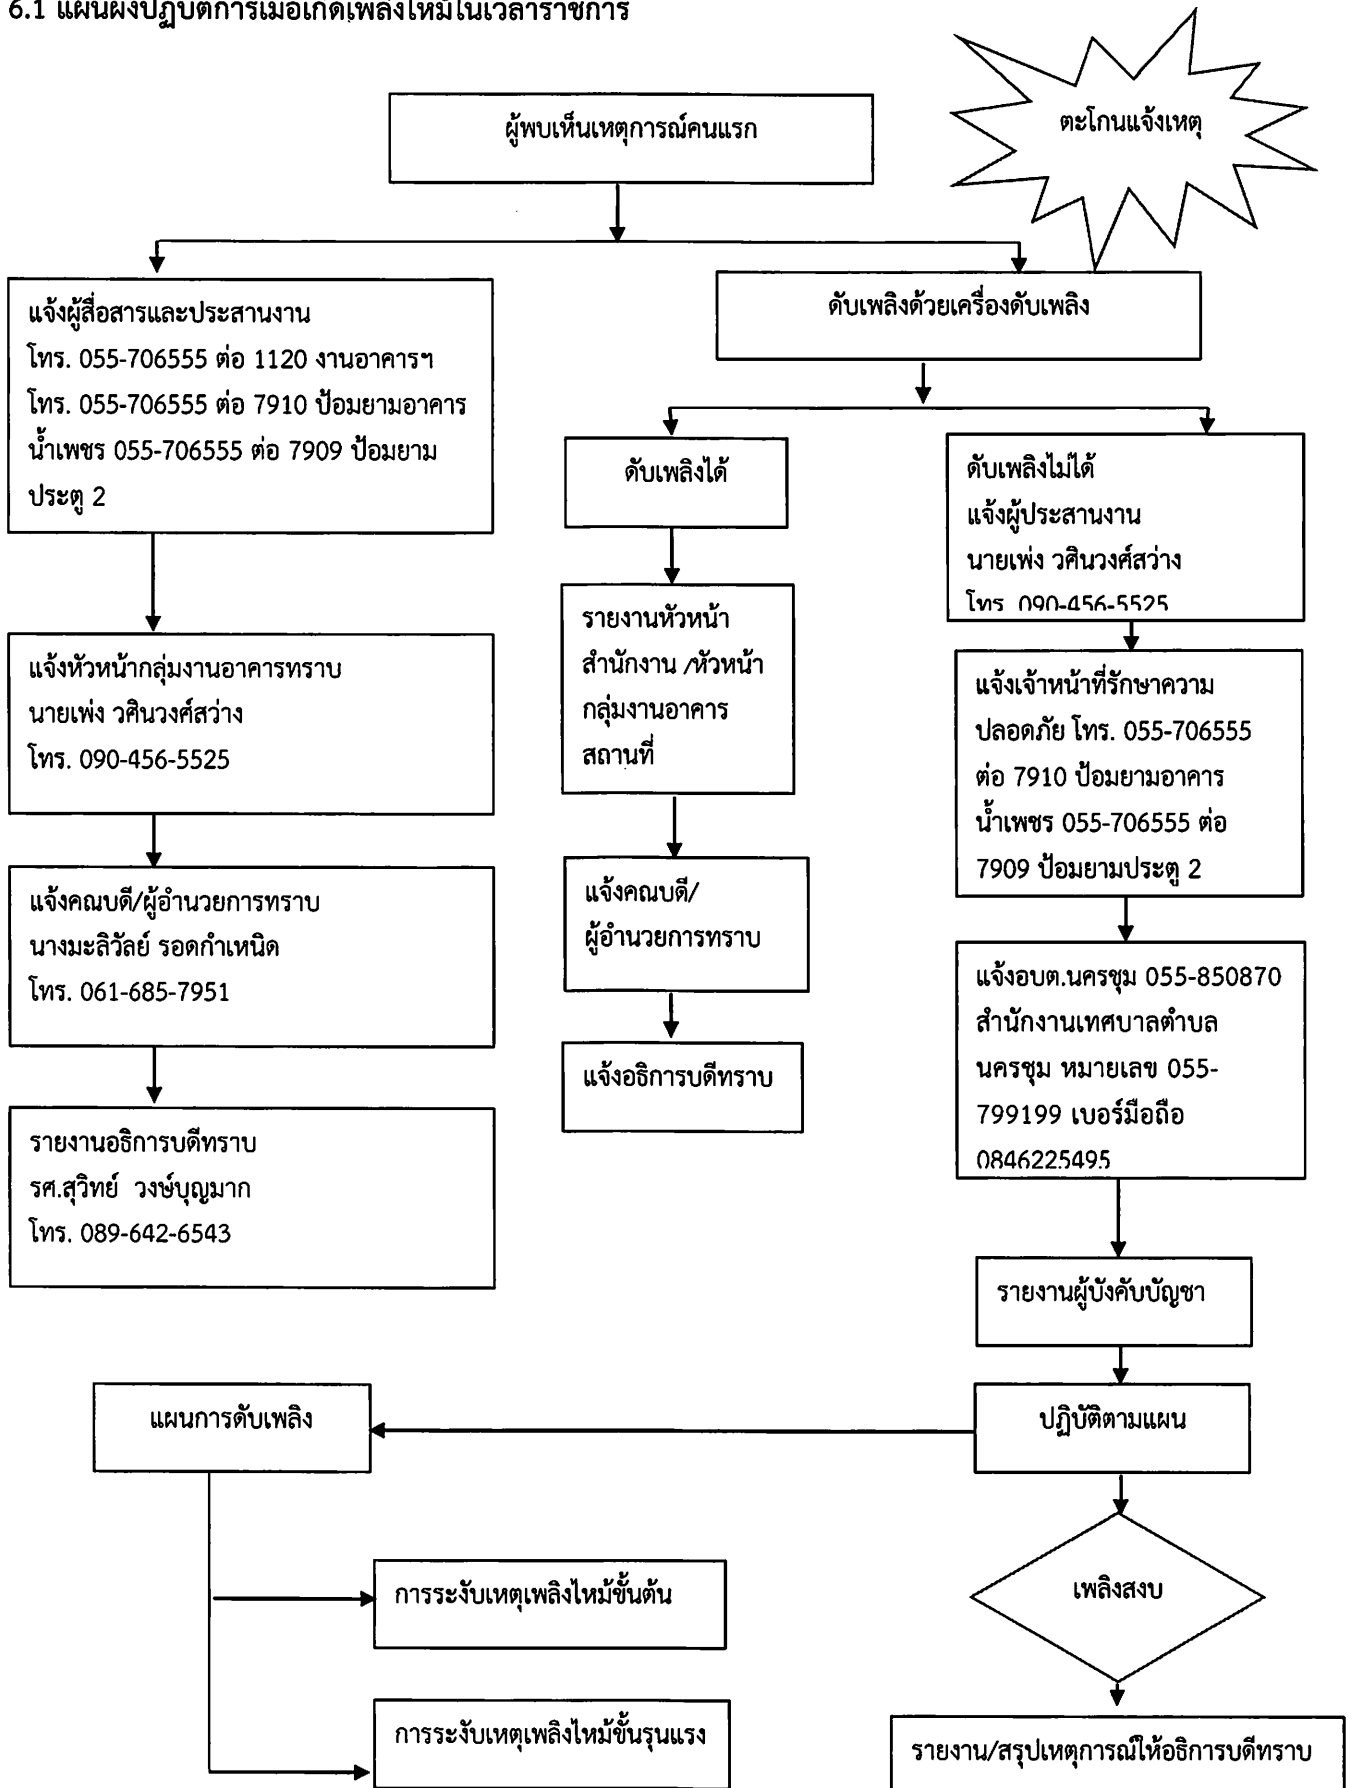 6.1 แผนผังปฏิบัติการเมื่อเกิดเพลิงไหม้ในเวลาราชการ
ตะโกนแจ้งเหตุ
ผู้พบเห็นเหตุการณ์คนแรก
แจ้งผู้สื่อสารและประสานงาน
โทร. 055-706555 ต่อ 1120 งานอาคารฯ
โทร. 055-706555 ต่อ 7910 ป้อมยามอาคาร
น้ำเพชร 055-706555 ต่อ 7909 ป้อมยาม
ประตู 2
แจ้งหัวหน้ากลุ่มงานอาคารทราบ
นายเพ่ง วศินวงศ์สว่าง
โทร. 090-456-5525
แจ้งคณบดี/ผู้อำนวยการทราบ
นางมะลิวัลย์ รอดกำเหนิด
โทร. 061-685-7951
รายงานอธิการบดีทราบ
รศ.สุวิทย์ วงษ์บุญมาก
โทร. 089-642-6543
ดับเพลิงด้วยเครื่องดับเพลิง
ดับเพลิงได้
รายงานหัวหน้า
สำนักงาน /หัวหน้า
กลุ่มงานอาคาร
สถานที่
แจ้งคณบดี/
ผู้อำนวยการทราบ
แจ้งอธิการบดีทราบ
ดับเพลิงไม่ได้
แจ้งผู้ประสานงาน
นายเพ่ง วศินวงศ์สว่าง
โทร. 090-456-5525
แจ้งเจ้าหน้าที่รักษาความ
ปลอดภัย โทร. 055-706555
ต่อ 7910 ป้อมยามอาคาร
น้ำเพชร 055-706555 ต่อ
7909 ป้อมยามประตู 2
แจ้งอบต.นครชุม 055-850870
สำนักงานเทศบาลตำบล
นครชุม หมายเลข 055-
799199 เบอร์มือถือ
0846225495
รายงานผู้บังคับบัญชา
ปฏิบัติตามแผน
แผนการดับเพลิง
การระงับเหตุเพลิงไหม้ขั้นต้น
การระงับเหตุเพลิงไหม้ขั้นรุนแรง
เพลิงสงบ
รายงาน/สรุปเหตุการณ์ให้อธิการบดีทราบ